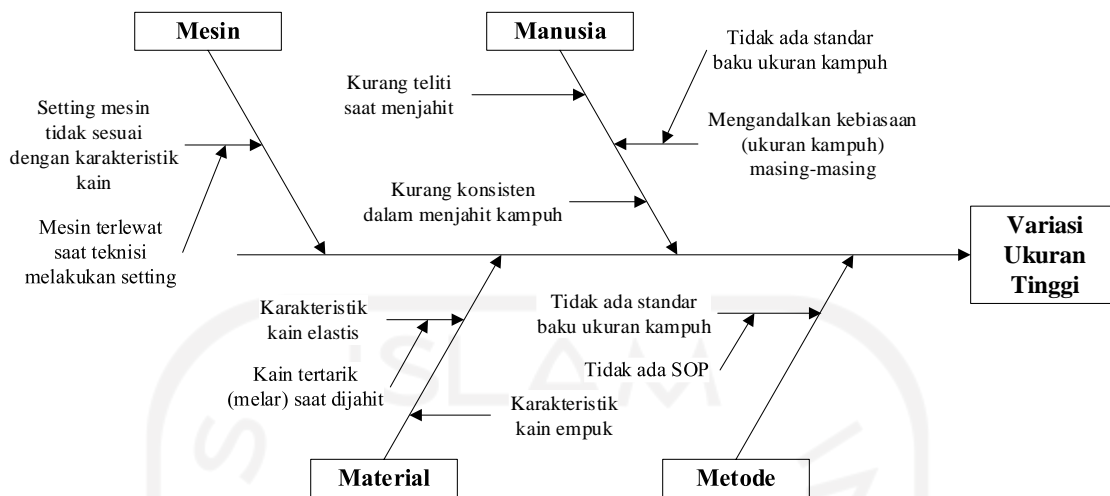 Mesin
Manusia
Tidak ada standar
baku ukuran kampuh
Kurang teliti
saat menjahit
Setting mesin
tidak sesuai
dengan karakteristik
kain
Mengandalkan kebiasaan
(ukuran kampuh)
masing-masing
Kurang konsisten
dalam menjahit kampuh
Mesin terlewat
saat teknisi
melakukan setting
Variasi
Ukuran
Tinggi
Karakteristik
kain elastis
Tidak ada standar
baku ukuran kampuh
Kain tertarik
(melar) saat dijahit
Tidak ada SOP
Karakteristik
kain empuk
Material
Metode
ISLAM